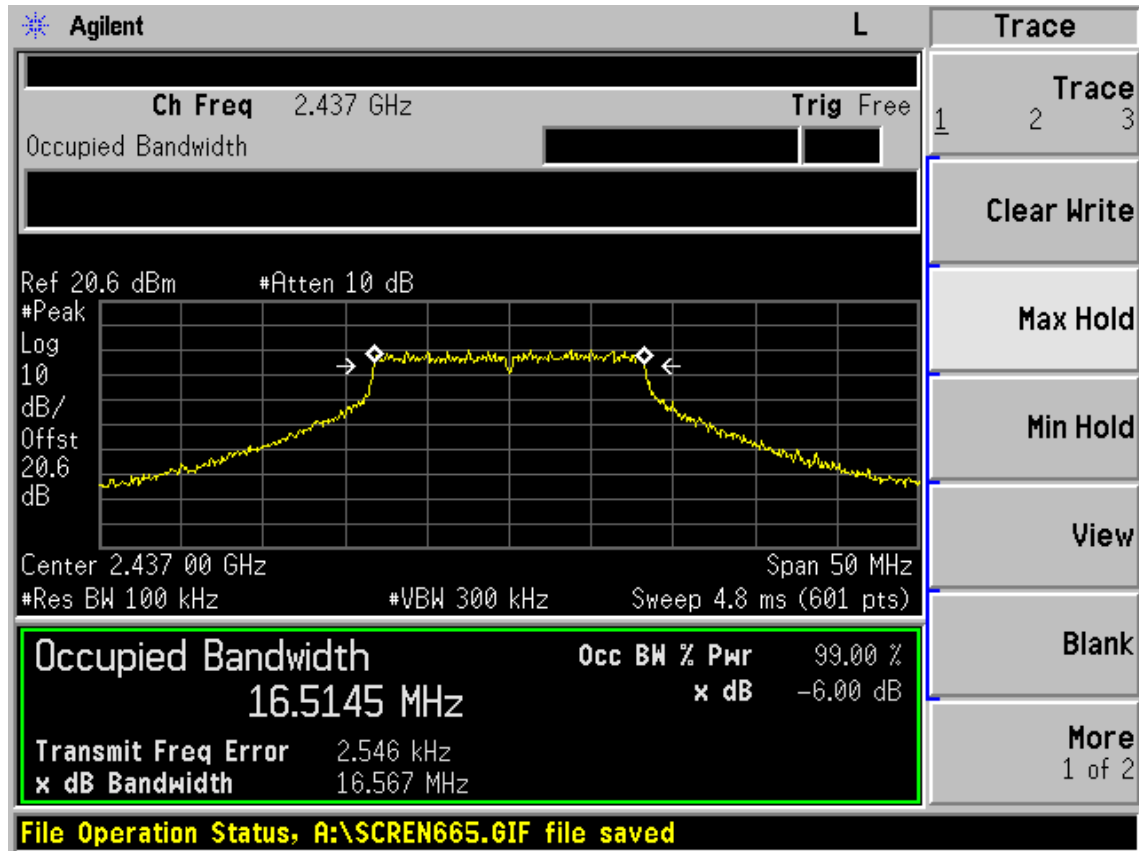 Agilent L
Ch Freq 2.437 GHz Trig Free
Occupied Bandwidth
Ref 20.6 dBm #Atten 10 dB
#Peak
Log
10
dB/
Offst
20.6
dB
Center 2.437 00 GHz Span 50 MHz
#Res BW 100 kHz #VBW 300 kHz Sweep 4.8 ms (601 pts)
Occupied Bandwidth Occ BW % Pwr 99.00 %
16.5145 MHz x dB -6.00 dB
Transmit Freq Error 2.546 kHz
x dB Bandwidth 16.567 MHz
File Operation Status, A:\SCREN665.GIF file saved
Trace
Trace
1 2 3
Clear Write
Max Hold
Min Hold
View
Blank
More
1 of 2